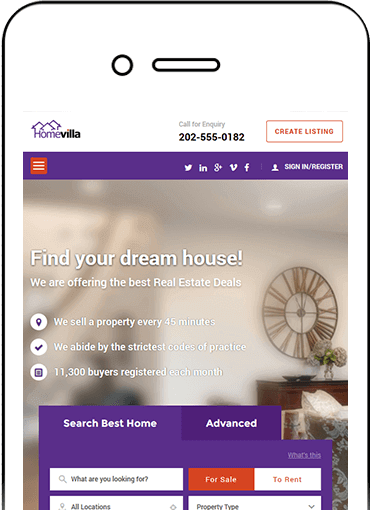 Homevilla
Call for Enquiry
202-555-0182
CREATE LISTING
SIGN IN/REGISTER
Find your dream house!
We are offering the best Real Estate Deals
We sell a property every 45 minutes
We abide by the strictest codes of practice
11,300 buyers registered each month
Search Best Home
Advanced
What's this
What are you looking for?
For Sale
To Rent
All Locations
Property Type